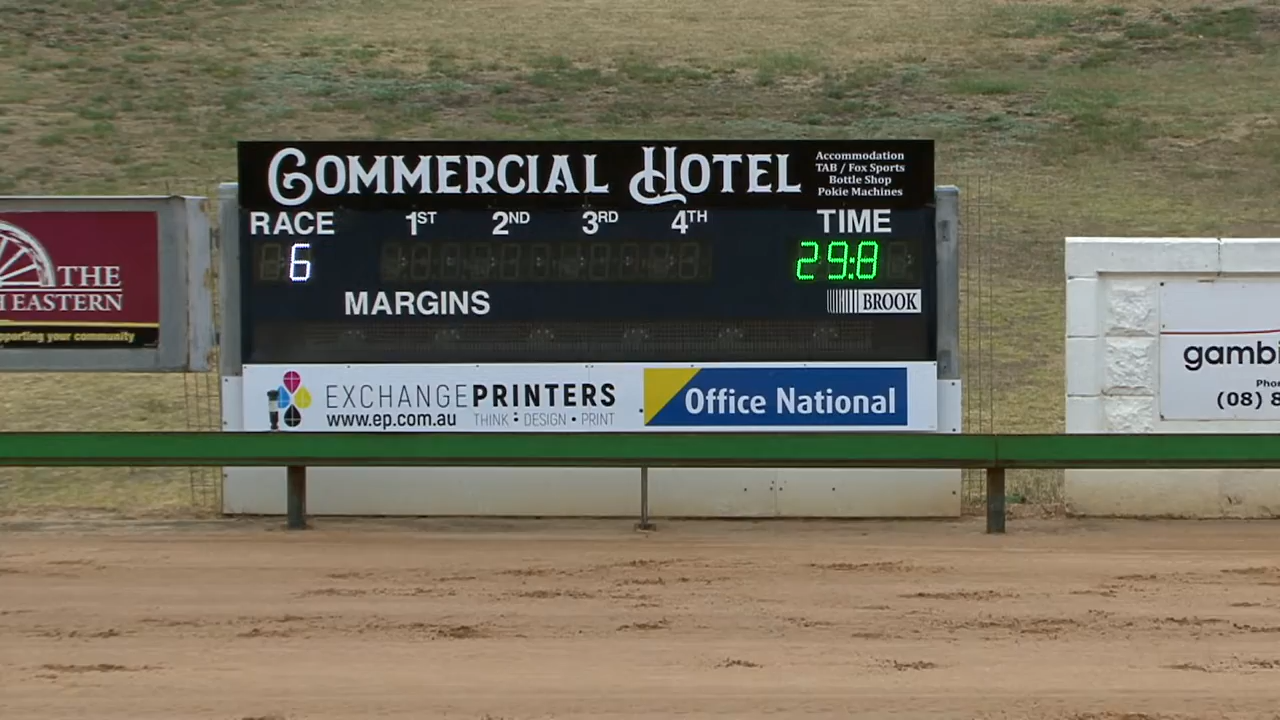 COMMERCIAL HOTEL
Accommodation
TAB / Fox Sports
Bottle Shop
Pokie Machines
RACE 1ST 2ND 3RD 4TH TIME
6 29:8
MARGINS
BROOK
EXCHANGEPRINTERS
www.ep.com.au THINK : DESIGN • PRINT
Office National
THE
EASTERN
supporting your community
gambi
Pho
(08) 8